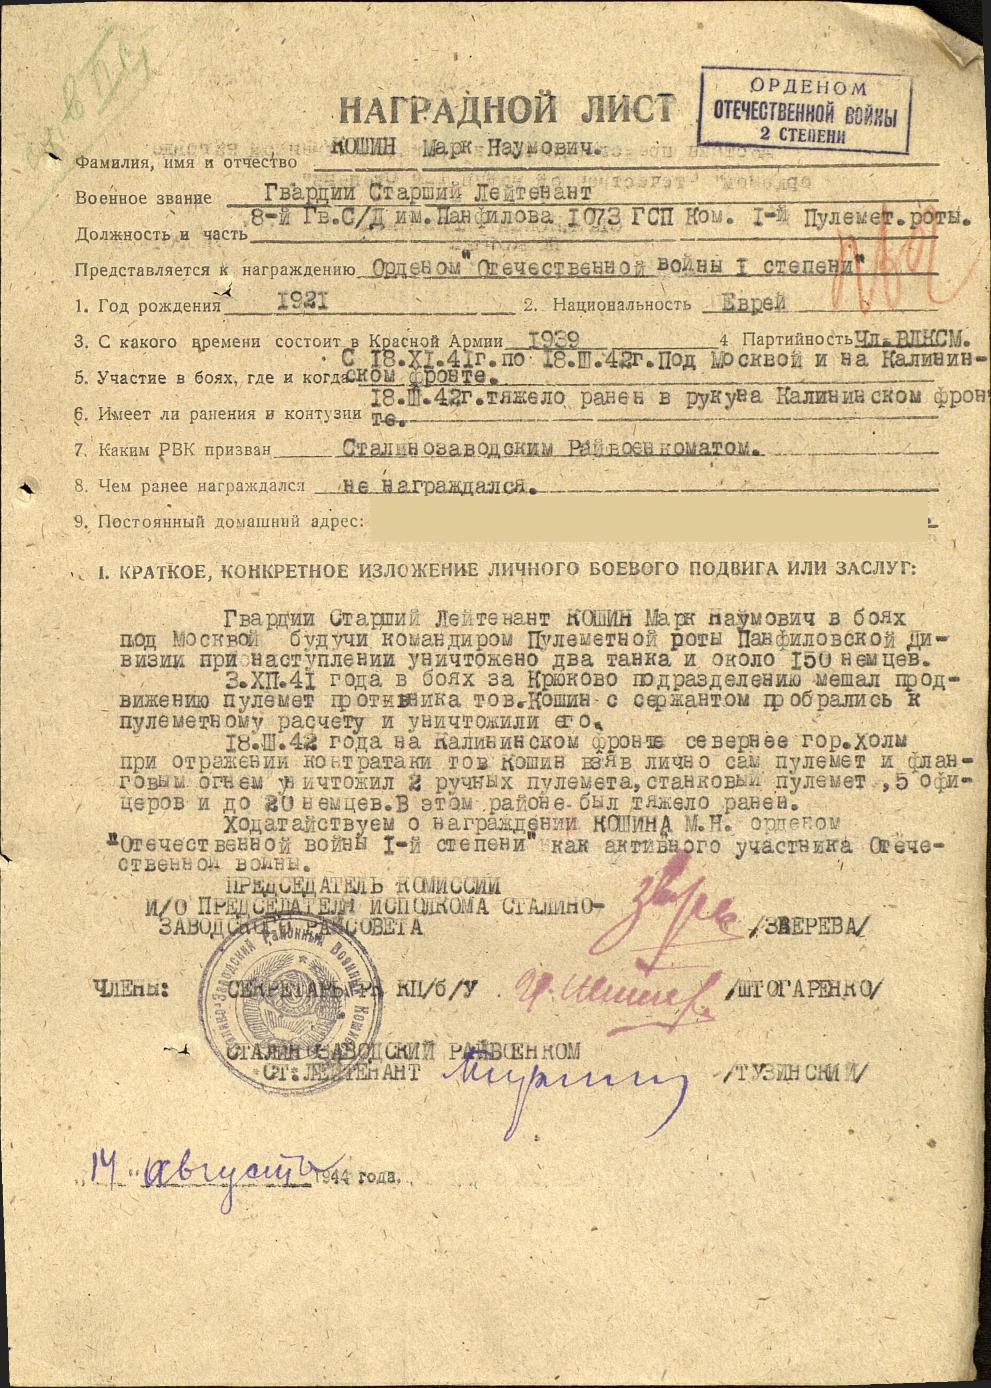 ОРДЕНОМ
ОТЕЧЕСТВЕННОЙ ВОЙНЫ
2 СТЕПЕНИ
НАГРАДНОЙ ЛИСТ
Фамилия, имя и отчество КОШИН Марк Наумович.
Военное звание Гвардии Старший Лейтенант
Должность и часть 8-й Гв.С/Д им.Панфилова 1073 ГСП Ком. I-й Пулемет.роты.
Представляется к награждению Орденом "Отечественной войны I степени"
1. Год рождения 1921 2. Национальность Еврей
3. С какого времени состоит в Красной Армии 1939 4 Партийность Чл.ВЛКСМ.
С 18.XI.41г.по 18.Ш.42г.Под Москвой и на Калинин-
5. Участие в боях, где и когда ском фронте.
18.Ш.42г.тяжело ранен в руку на Калининском фрон-
6. Имеет ли ранения и контузии те.
7. Каким РВК призван Сталинозаводским Райвоенкоматом.
8. Чем ранее награждался не награждался.
9. Постоянный домашний адрес:
I. КРАТКОЕ, КОНКРЕТНОЕ ИЗЛОЖЕНИЕ ЛИЧНОГО БОЕВОГО ПОДВИГА ИЛИ ЗАСЛУГ:
Гвардии Старший Лейтенант КОШИН Марк Наумович в боях
под Москвой будучи командиром Пулеметной роты Панфиловской Ди-
визии при наступлении уничтожено два танка и около 150 немцев.
3.ХП.41 года в боях за Крюково подразделению мешал прод-
вижению пулемет противника тов.Кошин с сержантом пробрались к
пулеметному расчету и уничтожили его.
18.Ш.42 года на Калининском фронте севернее гор.Холм
при отражении контратаки тов Кошин взяв лично сам пулемет и флан-
говым огнем уничтожил 2 ручных пулемета,станковый пулемет ,5 офи-
церов и до 20 немцев.В этом районе был тяжело ранен.
Ходатайствуем о награждении КОШИНА М.Н. орденом
"Отечественной войны I-й степени" как активного участника Отече-
ственной войны.
ПРЕДСЕДАТЕЛЬ КОМИССИИ
И/О ПРЕДСЕДАТЕЛЯ ИСПОЛКОМА СТАЛИНО-
ЗАВОДСКОГО РАЙСОВЕТА /ЗВЕРЕВА/
Члены: СЕКРЕТАРЬ РК КП/б/У /ШТОГАРЕНКО/
СТАЛИНОЗАВОДСКИЙ РАЙВОЕНКОМ
СТ.ЛЕЙТЕНАНТ /ТУЗИНСКИЙ/
"14" августа 1944 года.